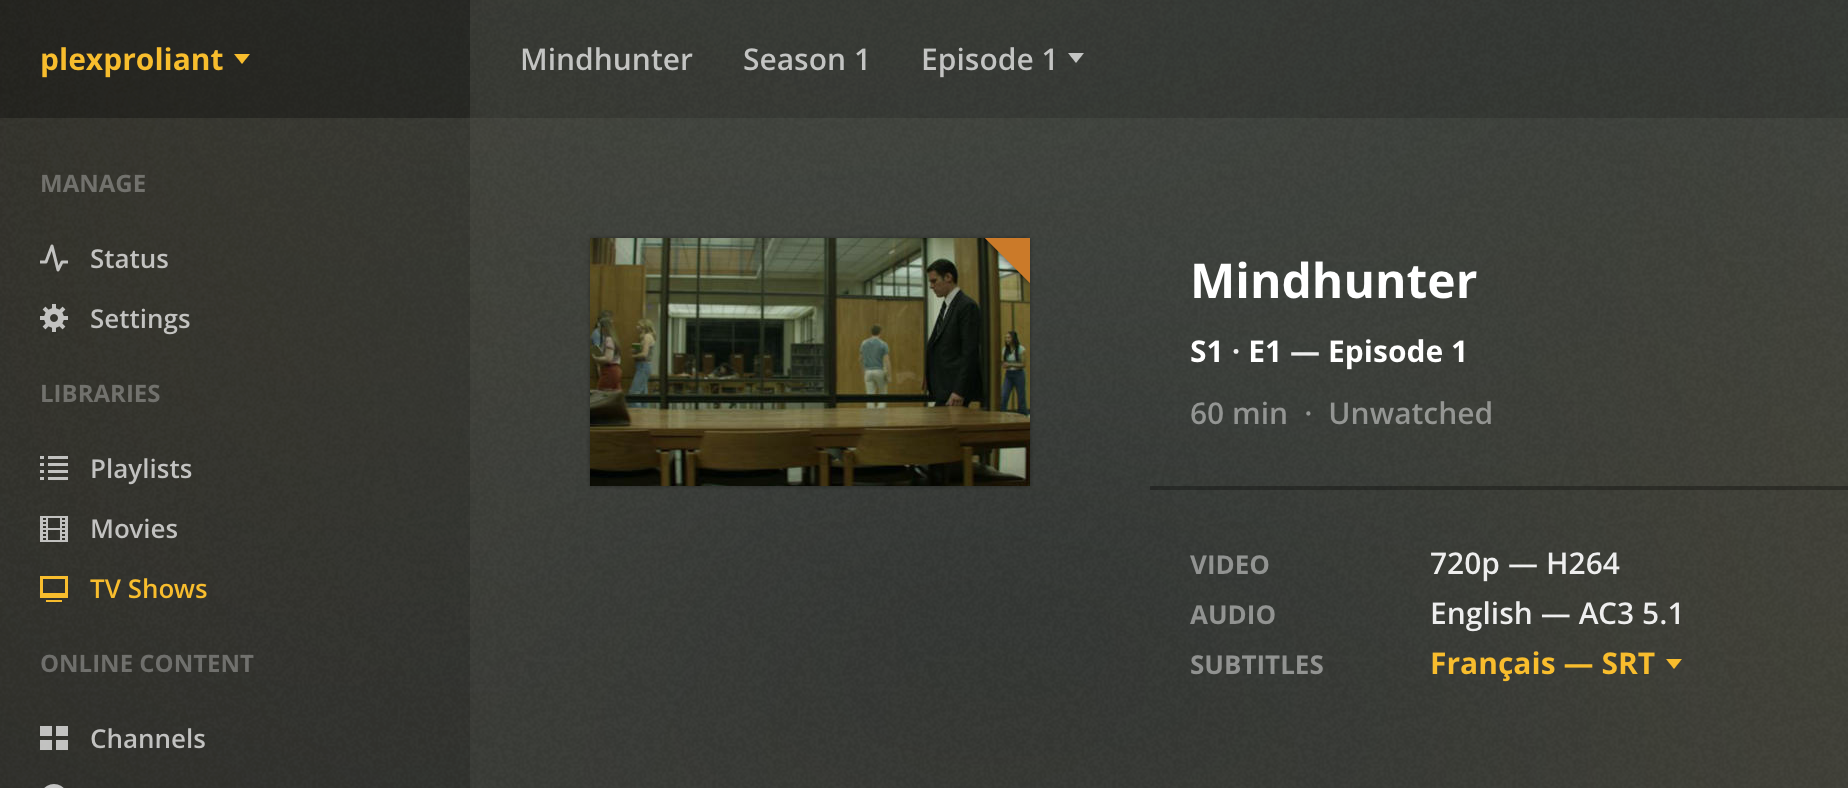 plexproliant
Mindhunter Season 1 Episode 1
MANAGE
Status
Settings
LIBRARIES
Playlists
Movies
TV Shows
ONLINE CONTENT
Channels
Mindhunter
S1 · E1 — Episode 1
60 min · Unwatched
VIDEO 720p — H264
AUDIO English — AC3 5.1
SUBTITLES Français — SRT